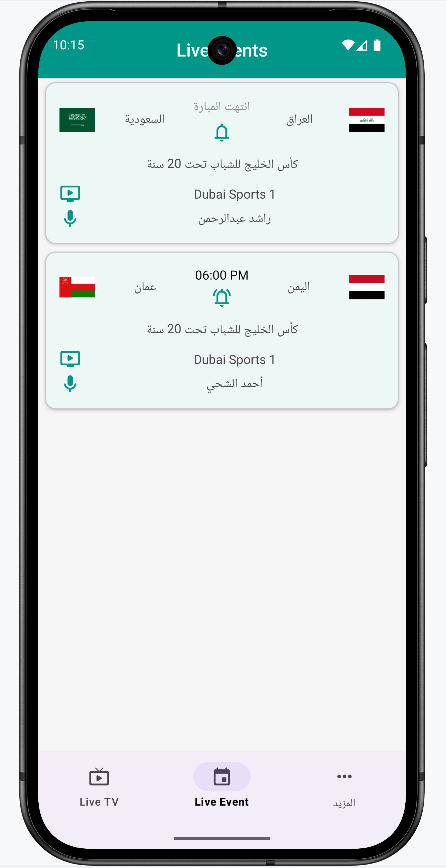 10:15
Live Events
انتهت المبارة
السعودية
العراق
كأس الخليج للشباب تحت 20 سنة
Dubai Sports 1
راشد عبدالرحمن
06:00 PM
عمان
اليمن
كأس الخليج للشباب تحت 20 سنة
Dubai Sports 1
أحمد الشحي
Live TV
Live Event
المزيد